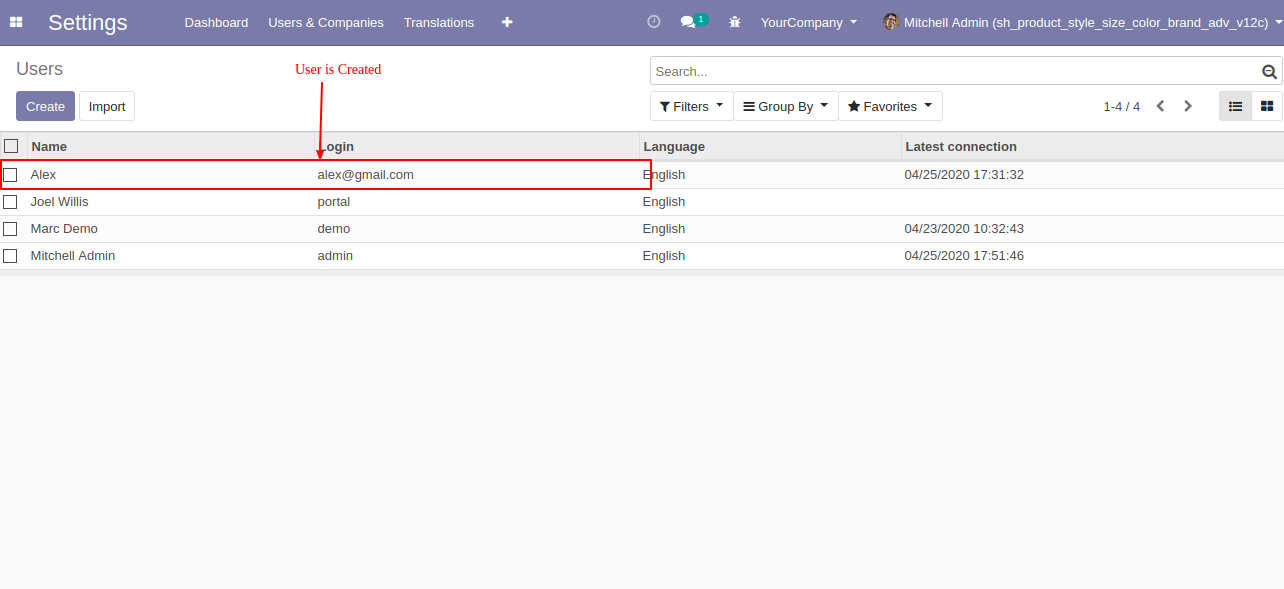 Settings Dashboard Users & Companies Translations 1 YourCompany Mitchell Admin (sh_product_style_size_color_brand_adv_v12c)
Users User is Created Search...
Create Import Filters Group By Favorites 1-4 / 4
Name Login Language Latest connection
Alex alex@gmail.com English 04/25/2020 17:31:32
Joel Willis portal English
Marc Demo demo English 04/23/2020 10:32:43
Mitchell Admin admin English 04/25/2020 17:51:46